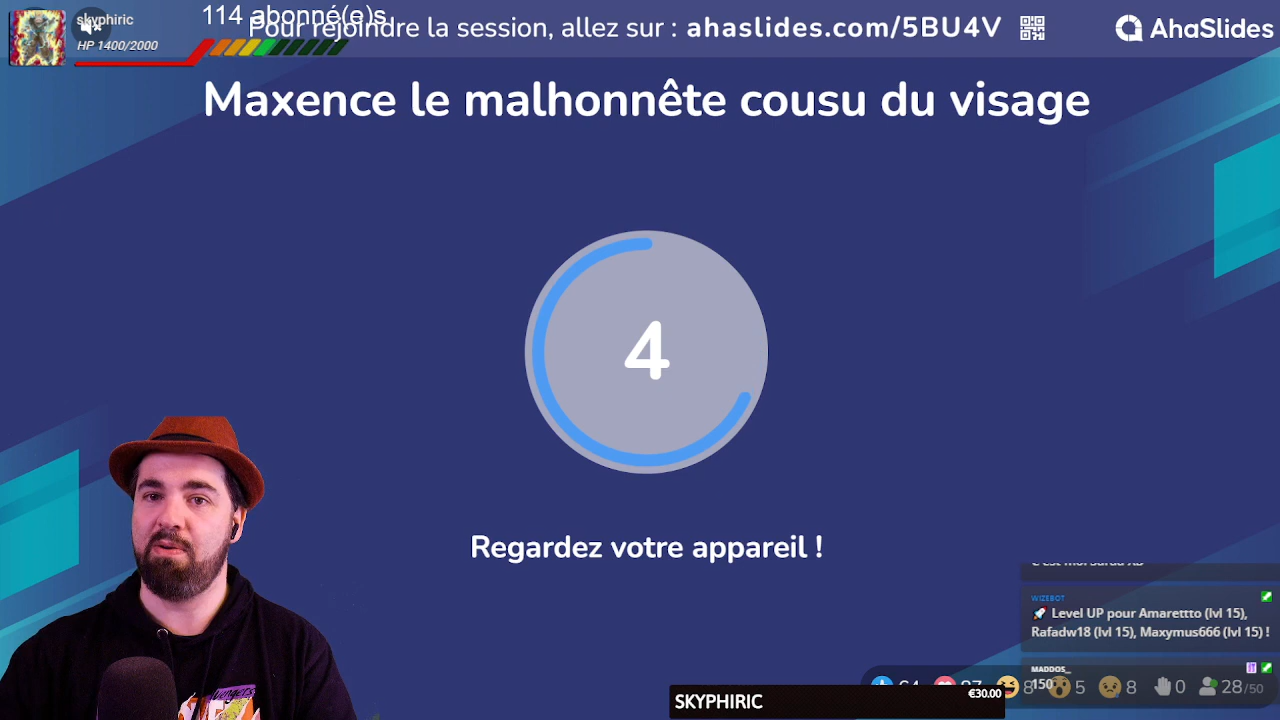 skyphiric
HP 1400/2000
114 abonné(e)s
Pour rejoindre la session, allez sur : ahaslides.com/5BU4V
AhaSlides
Maxence le malhonnête cousu du visage
4
Regardez votre appareil !
WIZEBOT
🚀 Level UP pour Amarettto (lvl 15),
Rafadw18 (lvl 15), Maxymus666 (lvl 15) !
MADDOS_
150
8 5 8 0 28/50
SKYPHIRIC
€30.00